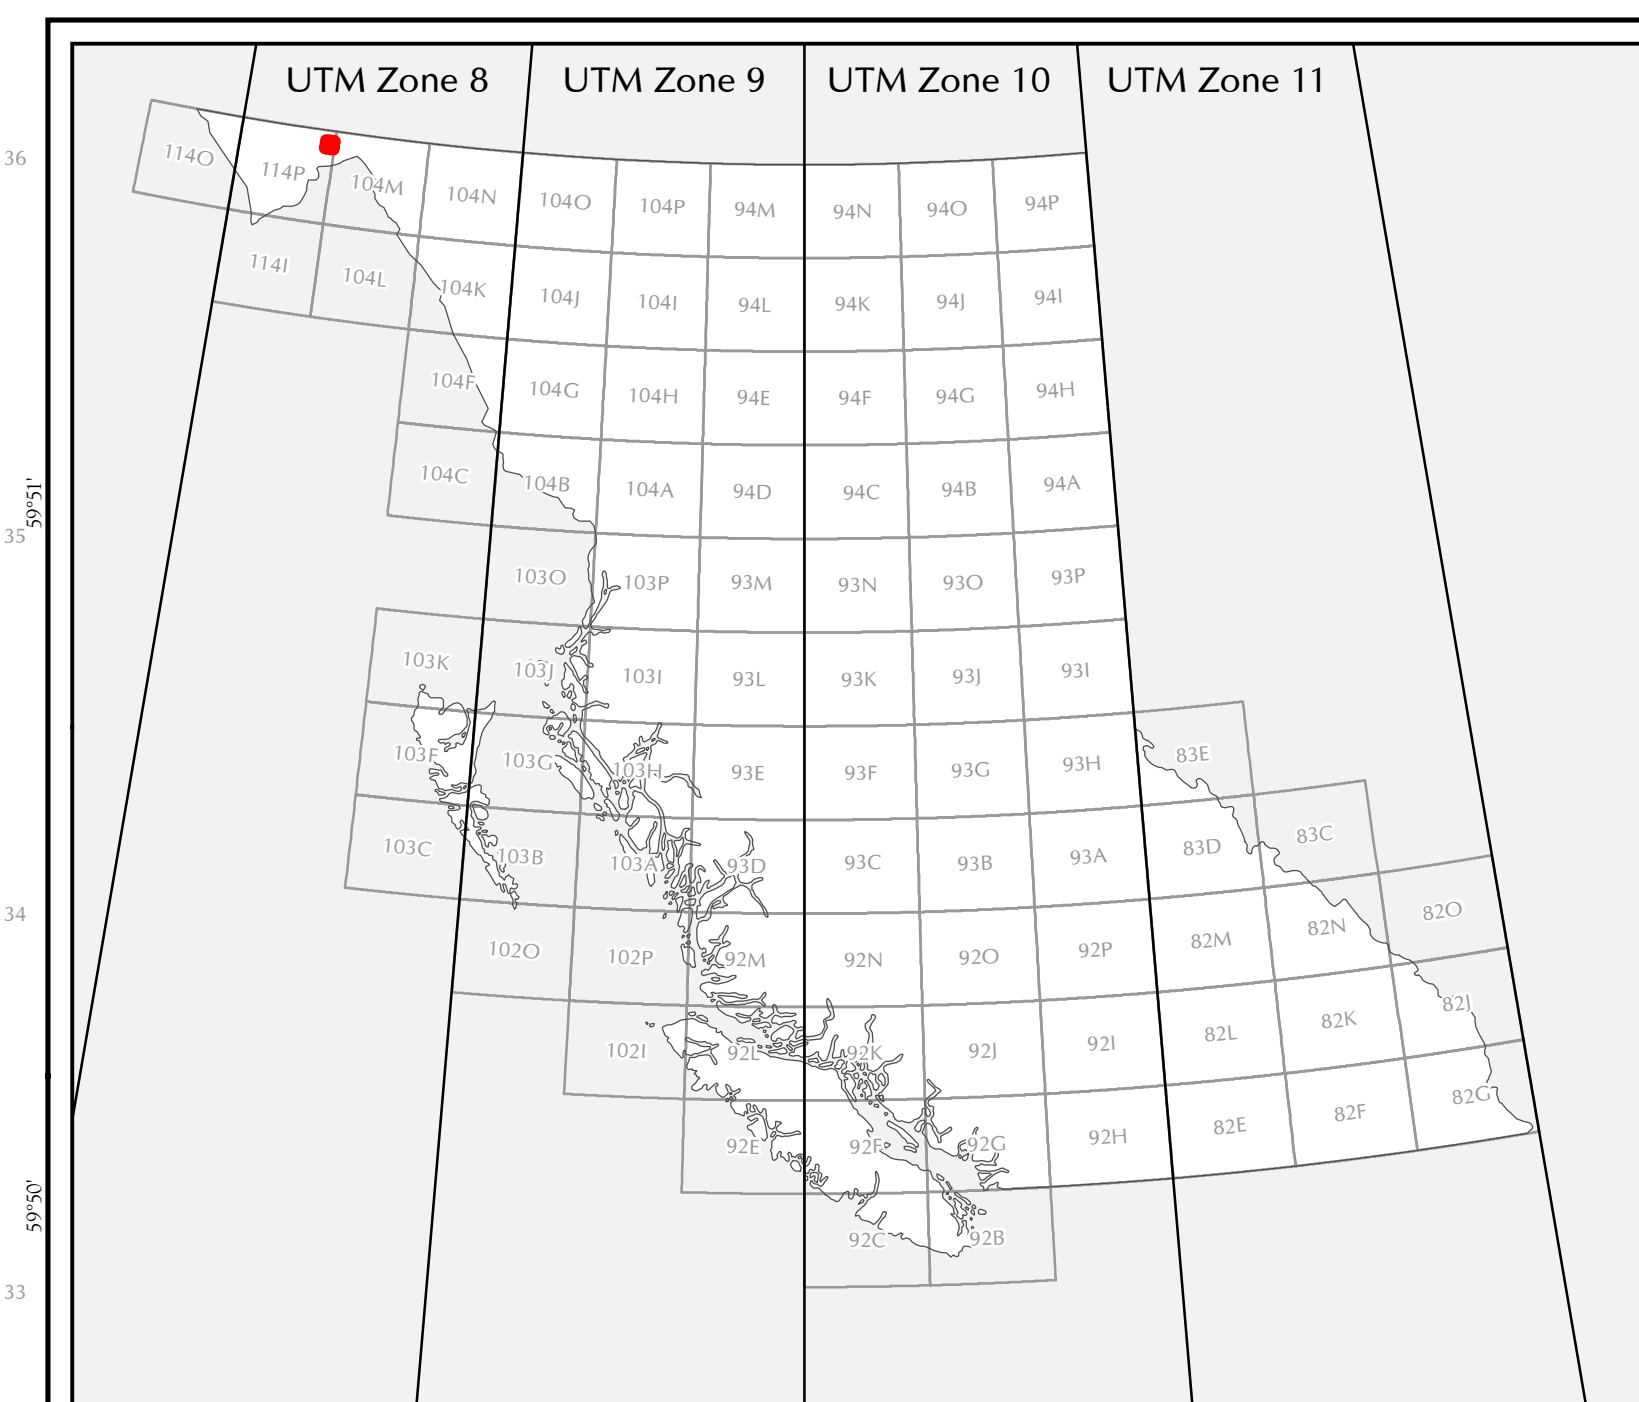 UTM Zone 8 UTM Zone 9 UTM Zone 10 UTM Zone 11
36
114O 114P 104M 104N 104O 104P 94M 94N 94O 94P
114I 104L 104K 104J 104I 94L 94K 94J 94I
104F 104G 104H 94E 94F 94G 94H
104C 104B 104A 94D 94C 94B 94A
59°51'
35
103O 103P 93M 93N 93O 93P
103K 103J 103I 93L 93K 93J 93I
103F 103G 103H 93E 93F 93G 93H 83E
103C 103B 103A 93D 93C 93B 93A 83D 83C
34
102O 102P 92M 92N 92O 92P 82M 82N 82O
102I 92L 92K 92J 92I 82L 82K 82J
92E 92F 92G 92H 82E 82F 82G
59°50'
92C 92B
33